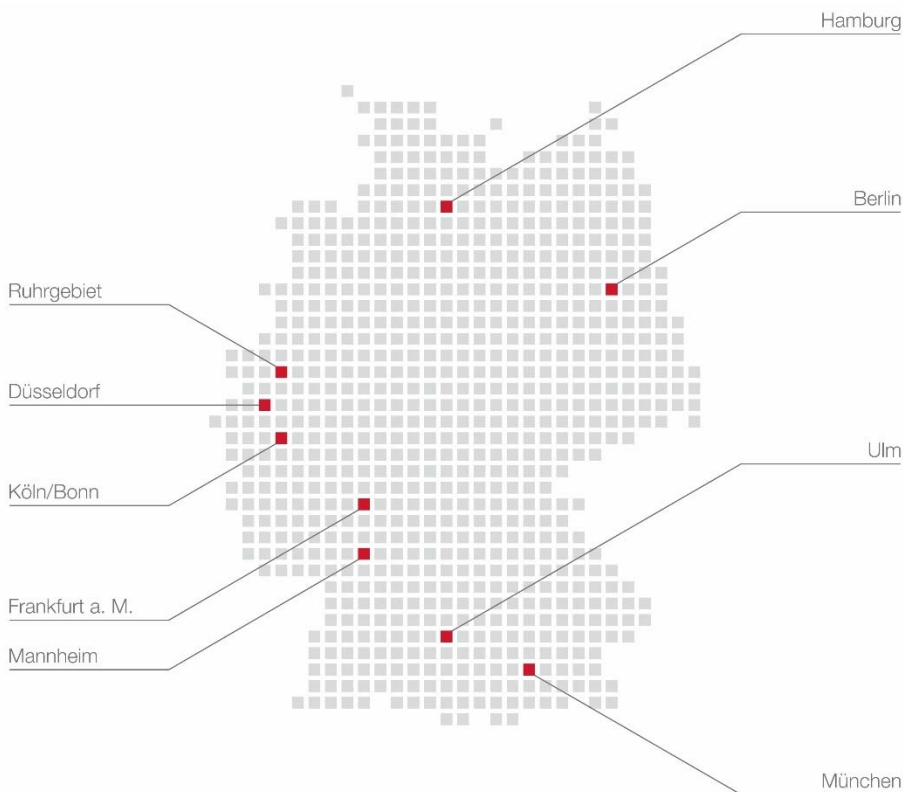 Hamburg
Berlin
Ruhrgebiet
Düsseldorf
Ulm
Köln/Bonn
Frankfurt a. M.
Mannheim
München